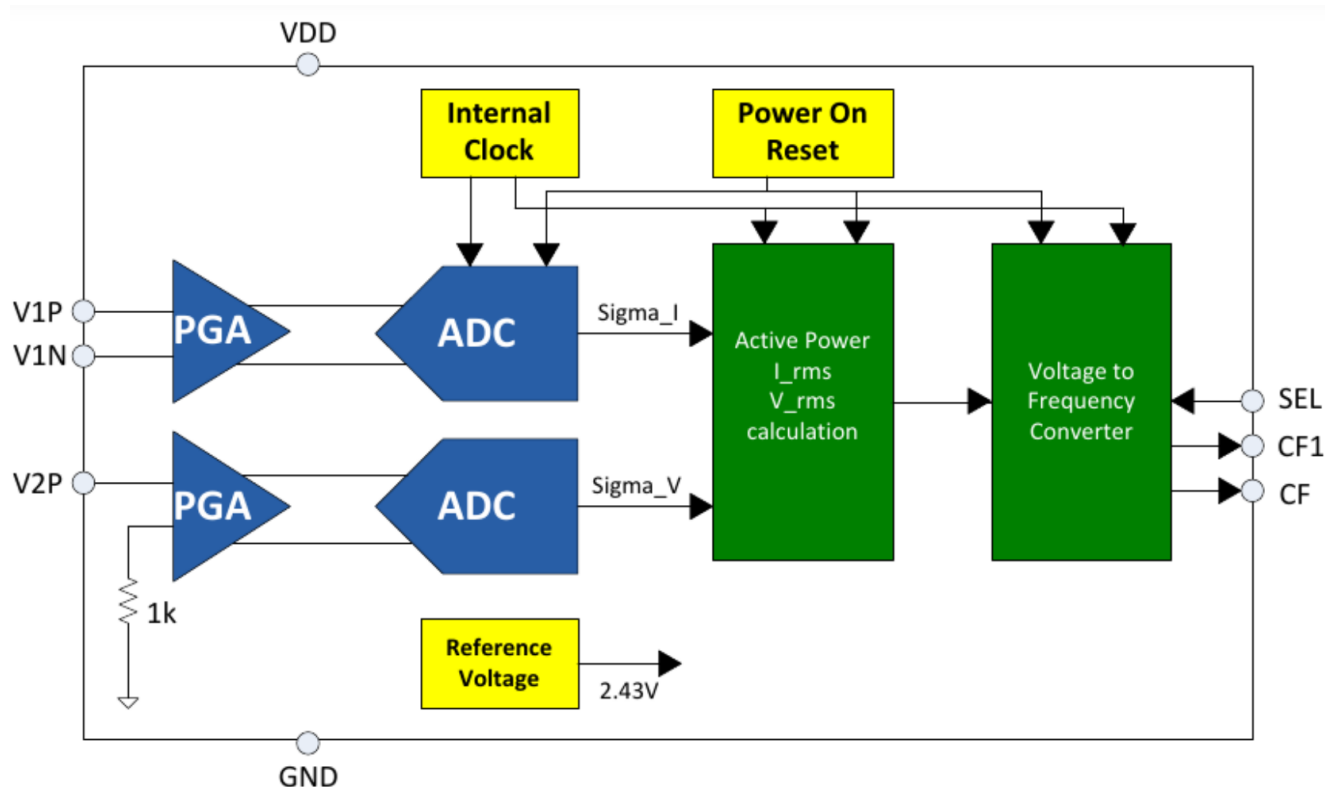 VDD
Internal
Clock
Power On
Reset
V1P
V1N
PGA
ADC
Sigma_I
Active Power
I_rms
V_rms
calculation
Voltage to
Frequency
Converter
SEL
CF1
CF
V2P
PGA
ADC
Sigma_V
1k
Reference
Voltage
2.43V
GND